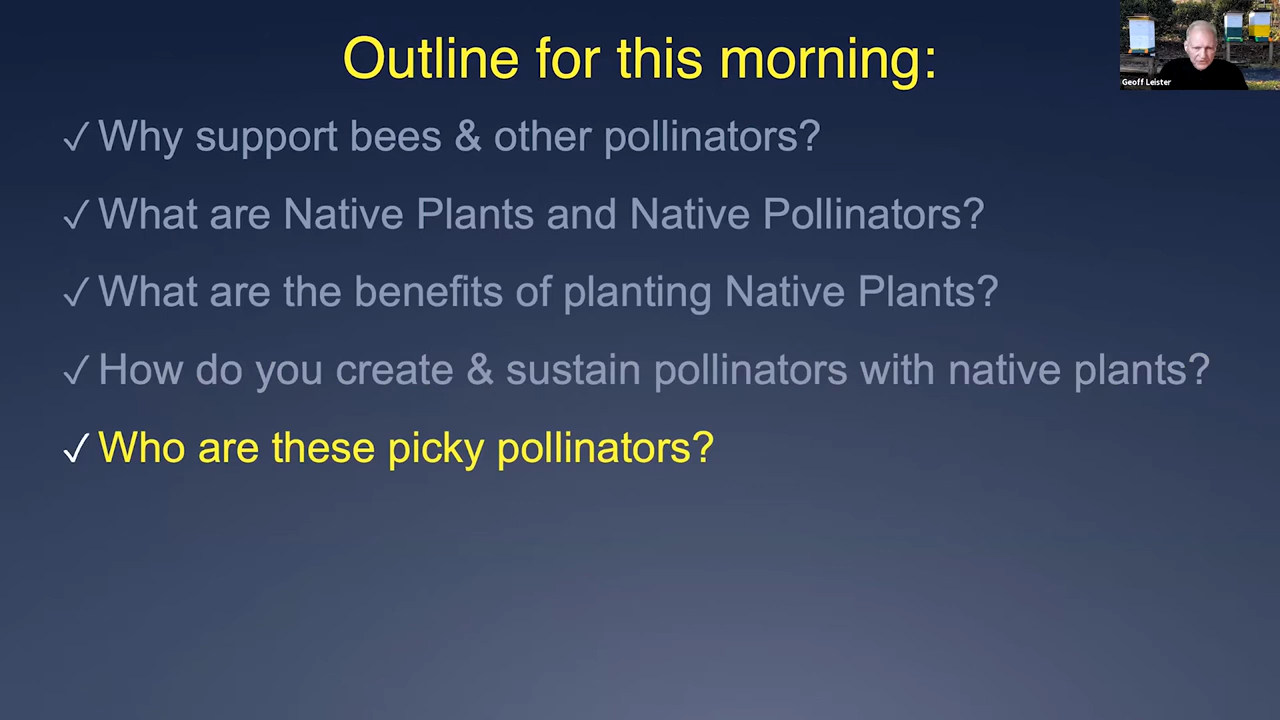 Outline for this morning:
Geoff Leister
✓ Why support bees & other pollinators?
✓ What are Native Plants and Native Pollinators?
✓ What are the benefits of planting Native Plants?
✓ How do you create & sustain pollinators with native plants?
✓ Who are these picky pollinators?